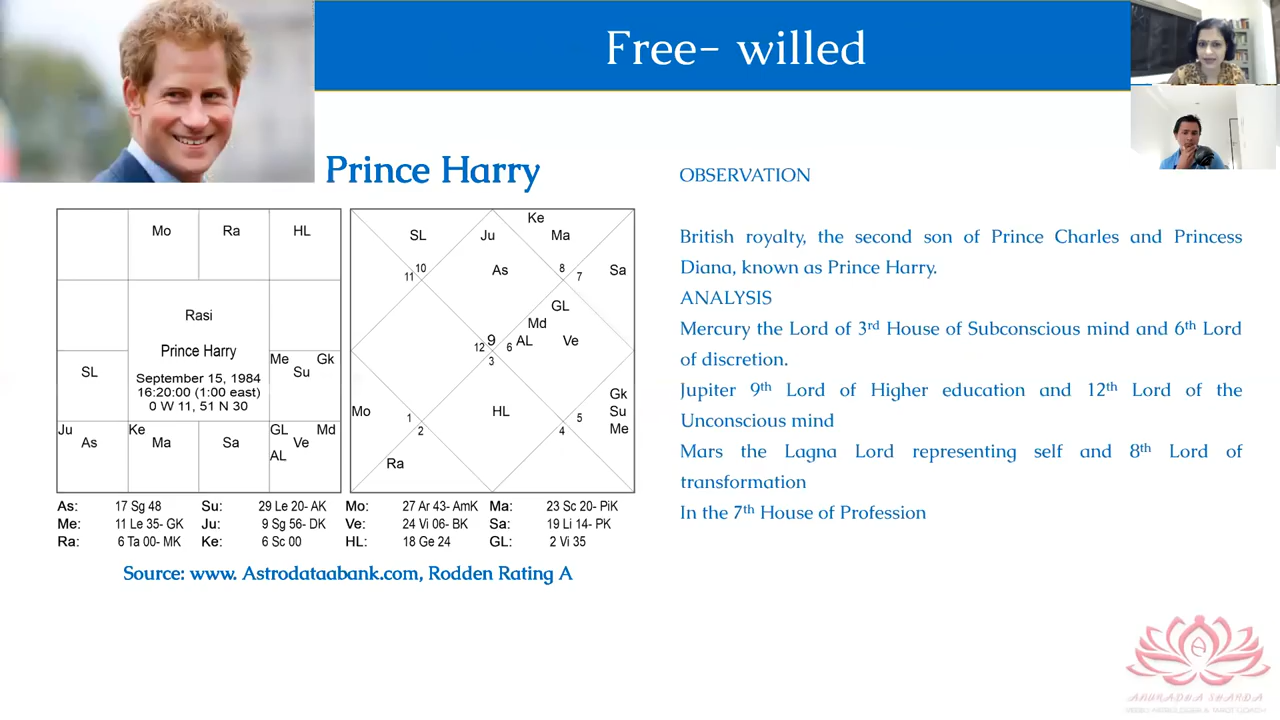 Free- willed
Prince Harry
Mo Ra HL
Rasi
Prince Harry
September 15, 1984
16:20:00 (1:00 east)
0 W 11, 51 N 30
SL
Me Gk
Su
Ju
As
Ke
Ma
Sa
GL Md
Ve
AL
Ke
SL Ju Ma
As Sa
10 8
11 7
GL
Md
9 AL Ve
12 6
3
Gk
Mo HL Su
Me
1 5
2 4
Ra
As: 17 Sg 48 Su: 29 Le 20- AK Mo: 27 Ar 43- AmK Ma: 23 Sc 20- PiK
Me: 11 Le 35- GK Ju: 9 Sg 56- DK Ve: 24 Vi 06- BK Sa: 19 Li 14- PK
Ra: 6 Ta 00- MK Ke: 6 Sc 00 HL: 18 Ge 24 GL: 2 Vi 35
Source: www. Astrodataabank.com, Rodden Rating A
OBSERVATION
British royalty, the second son of Prince Charles and Princess
Diana, known as Prince Harry.
ANALYSIS
Mercury the Lord of 3rd House of Subconscious mind and 6th Lord
of discretion.
Jupiter 9th Lord of Higher education and 12th Lord of the
Unconscious mind
Mars the Lagna Lord representing self and 8th Lord of
transformation
In the 7th House of Profession
ANURADHA SHARDA